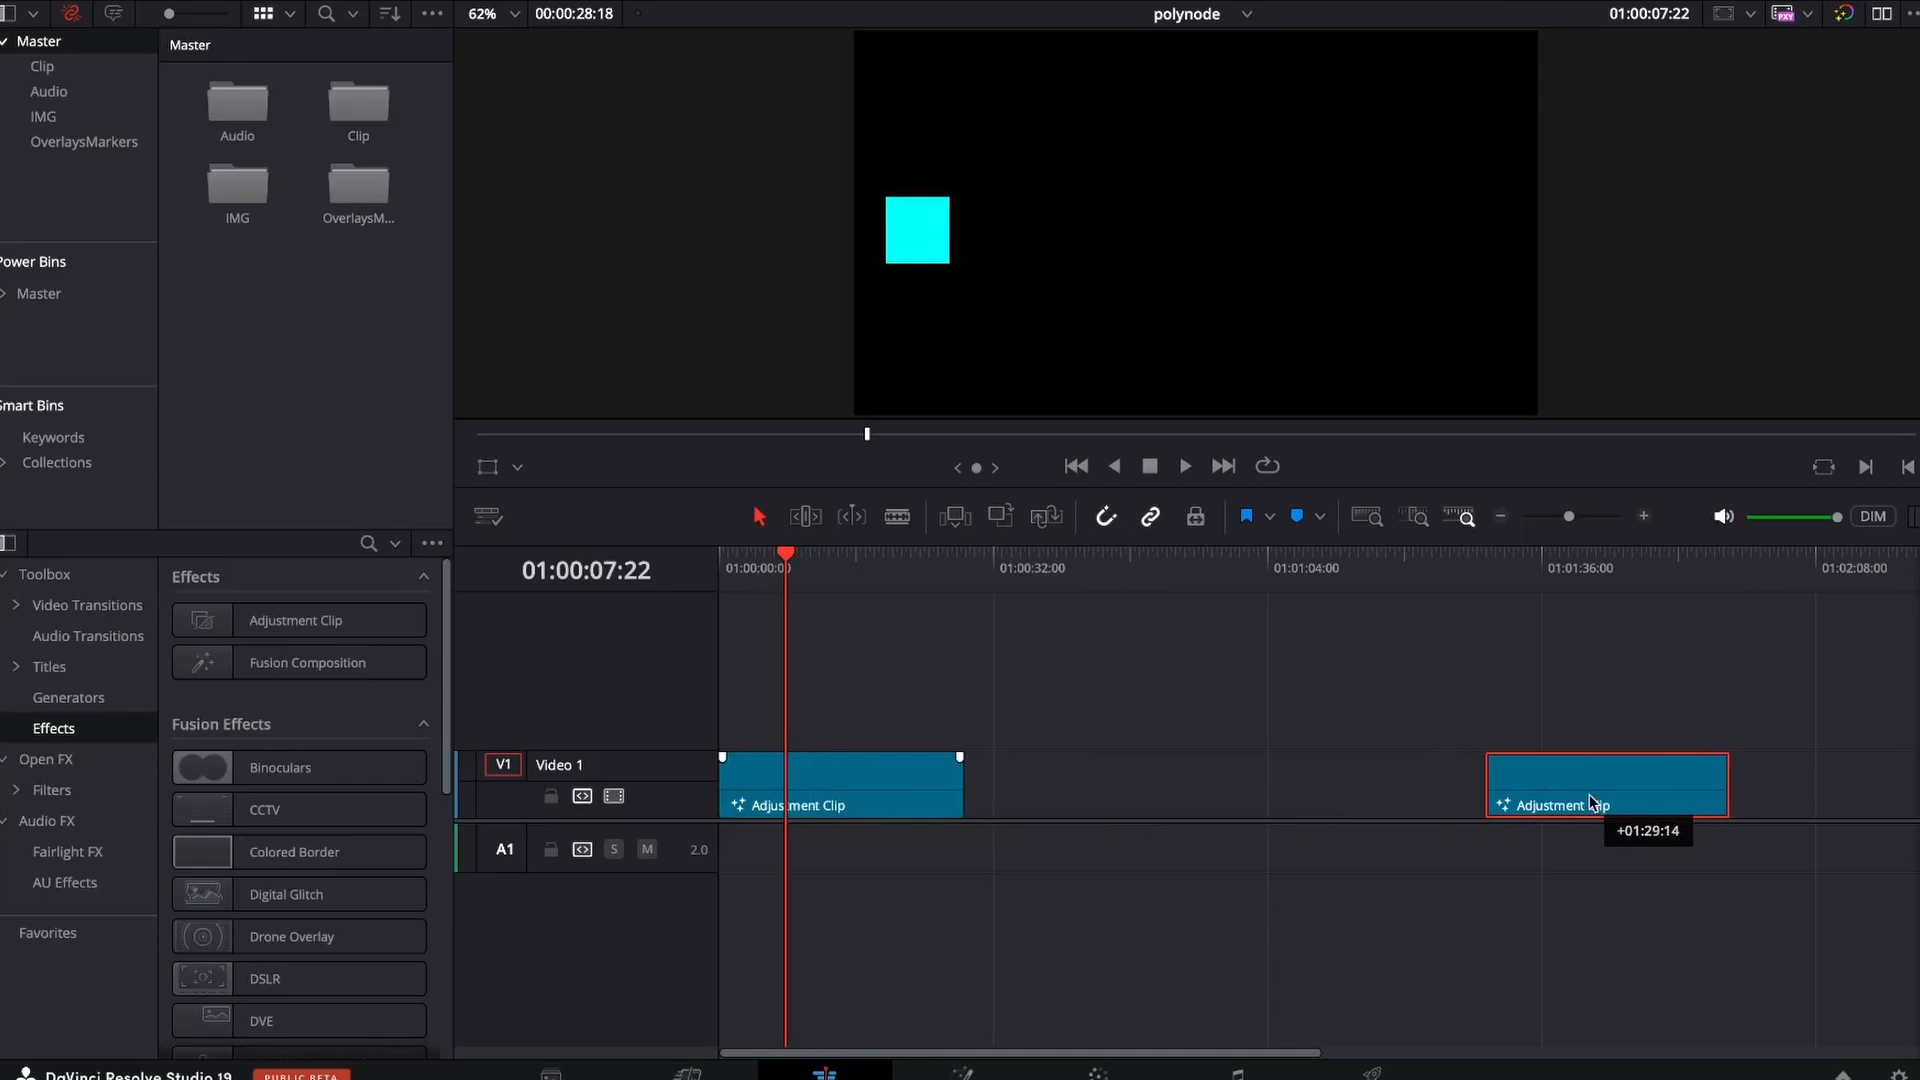 62%
00:00:28:18
polynode
01:00:07:22
PXY
Master
Clip
Audio
IMG
OverlaysMarkers
Master
Audio
Clip
IMG
OverlaysM...
Power Bins
Master
Smart Bins
Keywords
Collections
DIM
Toolbox
Video Transitions
Audio Transitions
Titles
Generators
Effects
Open FX
Filters
Audio FX
Fairlight FX
AU Effects
Favorites
Effects
Adjustment Clip
Fusion Composition
Fusion Effects
Binoculars
CCTV
Colored Border
Digital Glitch
Drone Overlay
DSLR
DVE
01:00:07:22
01:00:00:00
01:00:32:00
01:01:04:00
01:01:36:00
01:02:08:00
V1
Video 1
Adjustment Clip
Adjustment Clip
+01:29:14
A1
S
M
2.0
DaVinci Resolve Studio 19
PUBLIC BETA